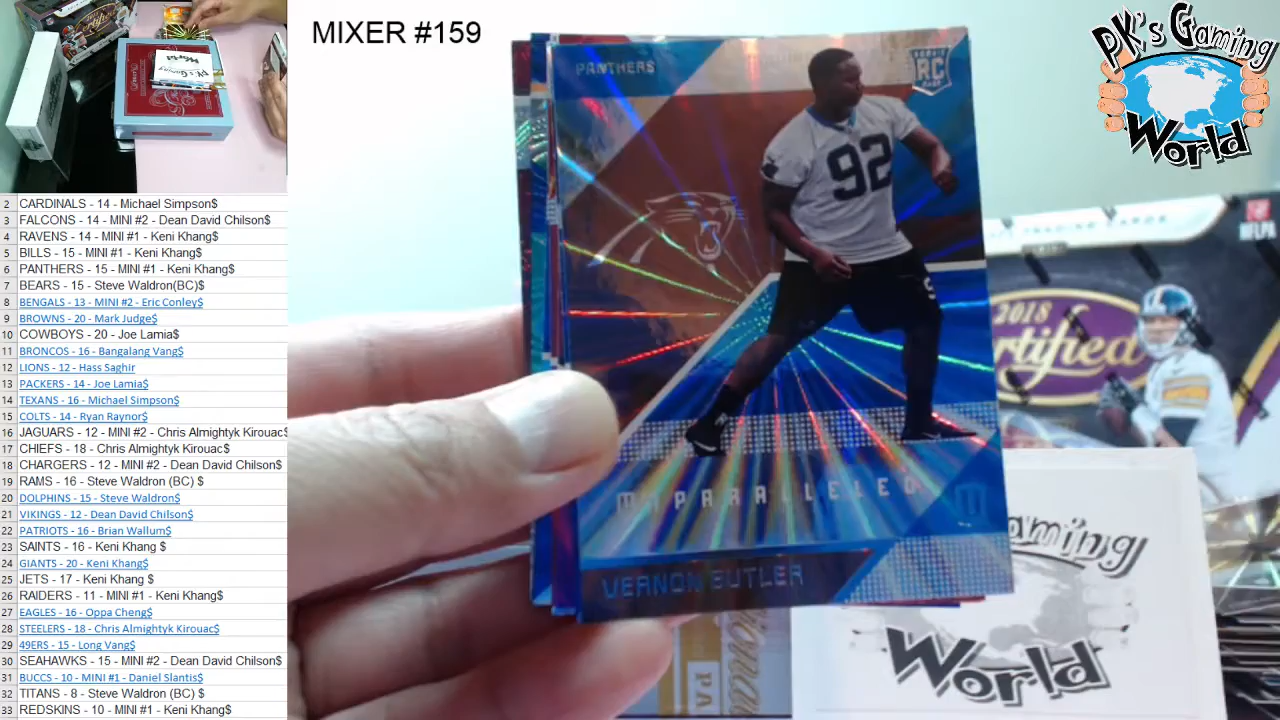 MIXER #159
PK's Gaming
World
2 CARDINALS - 14 - Michael Simpson$
3 FALCONS - 14 - MINI #2 - Dean David Chilson$
4 RAVENS - 14 - MINI #1 - Keni Khang$
5 BILLS - 15 - MINI #1 - Keni Khang$
6 PANTHERS - 15 - MINI #1 - Keni Khang$
7 BEARS - 15 - Steve Waldron(BC)$
8 BENGALS - 13 - MINI #2 - Eric Conley$
9 BROWNS - 20 - Mark Judge$
10 COWBOYS - 20 - Joe Lamia$
11 BRONCOS - 16 - Bangalang Vang$
12 LIONS - 12 - Hass Saghir
13 PACKERS - 14 - Joe Lamia$
14 TEXANS - 16 - Michael Simpson$
15 COLTS - 14 - Ryan Raynor$
16 JAGUARS - 12 - MINI #2 - Chris Almightyk Kirouac$
17 CHIEFS - 18 - Chris Almightyk Kirouac$
18 CHARGERS - 12 - MINI #2 - Dean David Chilson$
19 RAMS - 16 - Steve Waldron (BC) $
20 DOLPHINS - 15 - Steve Waldron$
21 VIKINGS - 12 - Dean David Chilson$
22 PATRIOTS - 16 - Brian Wallum$
23 SAINTS - 16 - Keni Khang $
24 GIANTS - 20 - Keni Khang$
25 JETS - 17 - Keni Khang $
26 RAIDERS - 11 - MINI #1 - Keni Khang$
27 EAGLES - 16 - Oppa Cheng$
28 STEELERS - 18 - Chris Almightyk Kirouac$
29 49ERS - 15 - Long Vang$
30 SEAHAWKS - 15 - MINI #2 - Dean David Chilson$
31 BUCCS - 10 - MINI #1 - Daniel Slantis$
32 TITANS - 8 - Steve Waldron (BC) $
33 REDSKINS - 10 - MINI #1 - Keni Khang$
PANTHERS
RC
92
UNPARALLELED
VERNON BUTLER
2018
rtified
NFLPA
aming
World